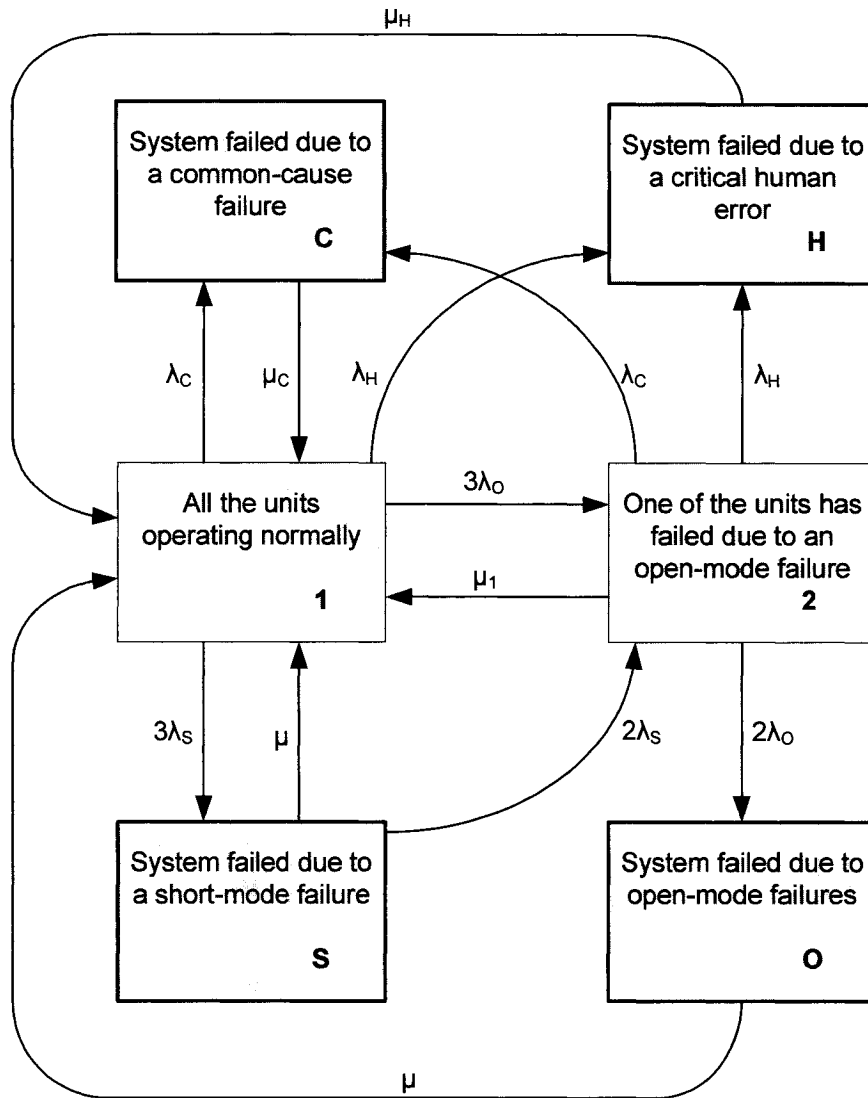 μH
System failed due to
a common-cause
failure
C
System failed due to
a critical human
error
H
λC
μC
λH
λC
λH
All the units
operating normally
1
3λO
μ1
One of the units has
failed due to an
open-mode failure
2
3λS
μ
2λS
2λO
System failed due to
a short-mode failure
S
System failed due to
open-mode failures
O
μ